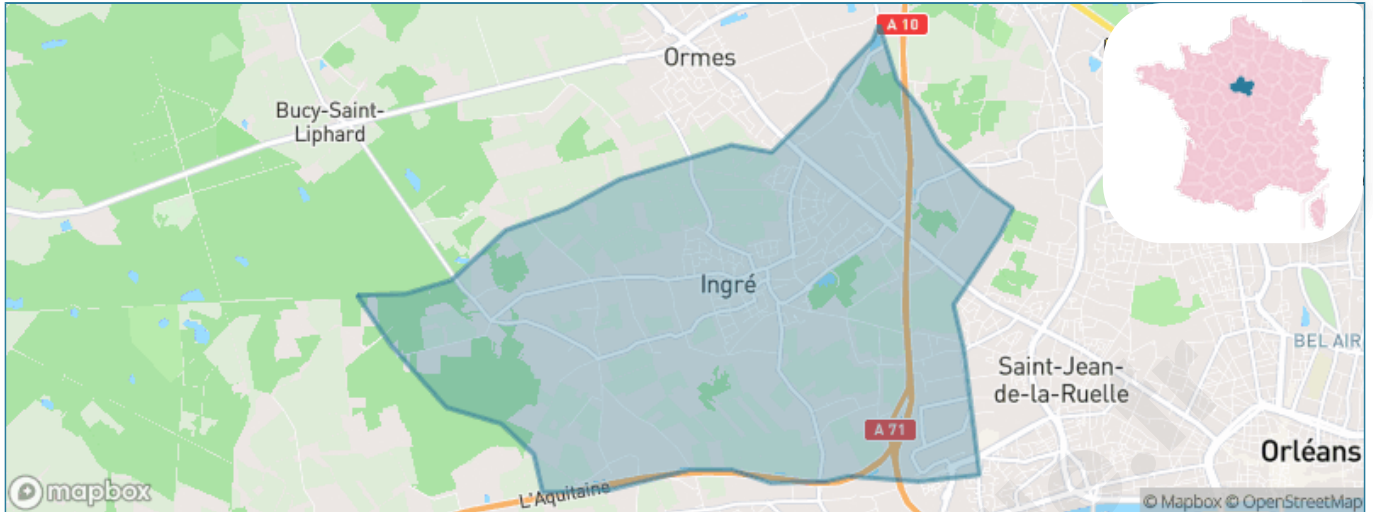 A 10
Ormes
Bucy-Saint-
Liphard
Ingré
BEL AIR
Saint-Jean-
de-la-Ruelle
A 71
Orléans
L'Aquitaine
mapbox
© Mapbox © OpenStreetMap